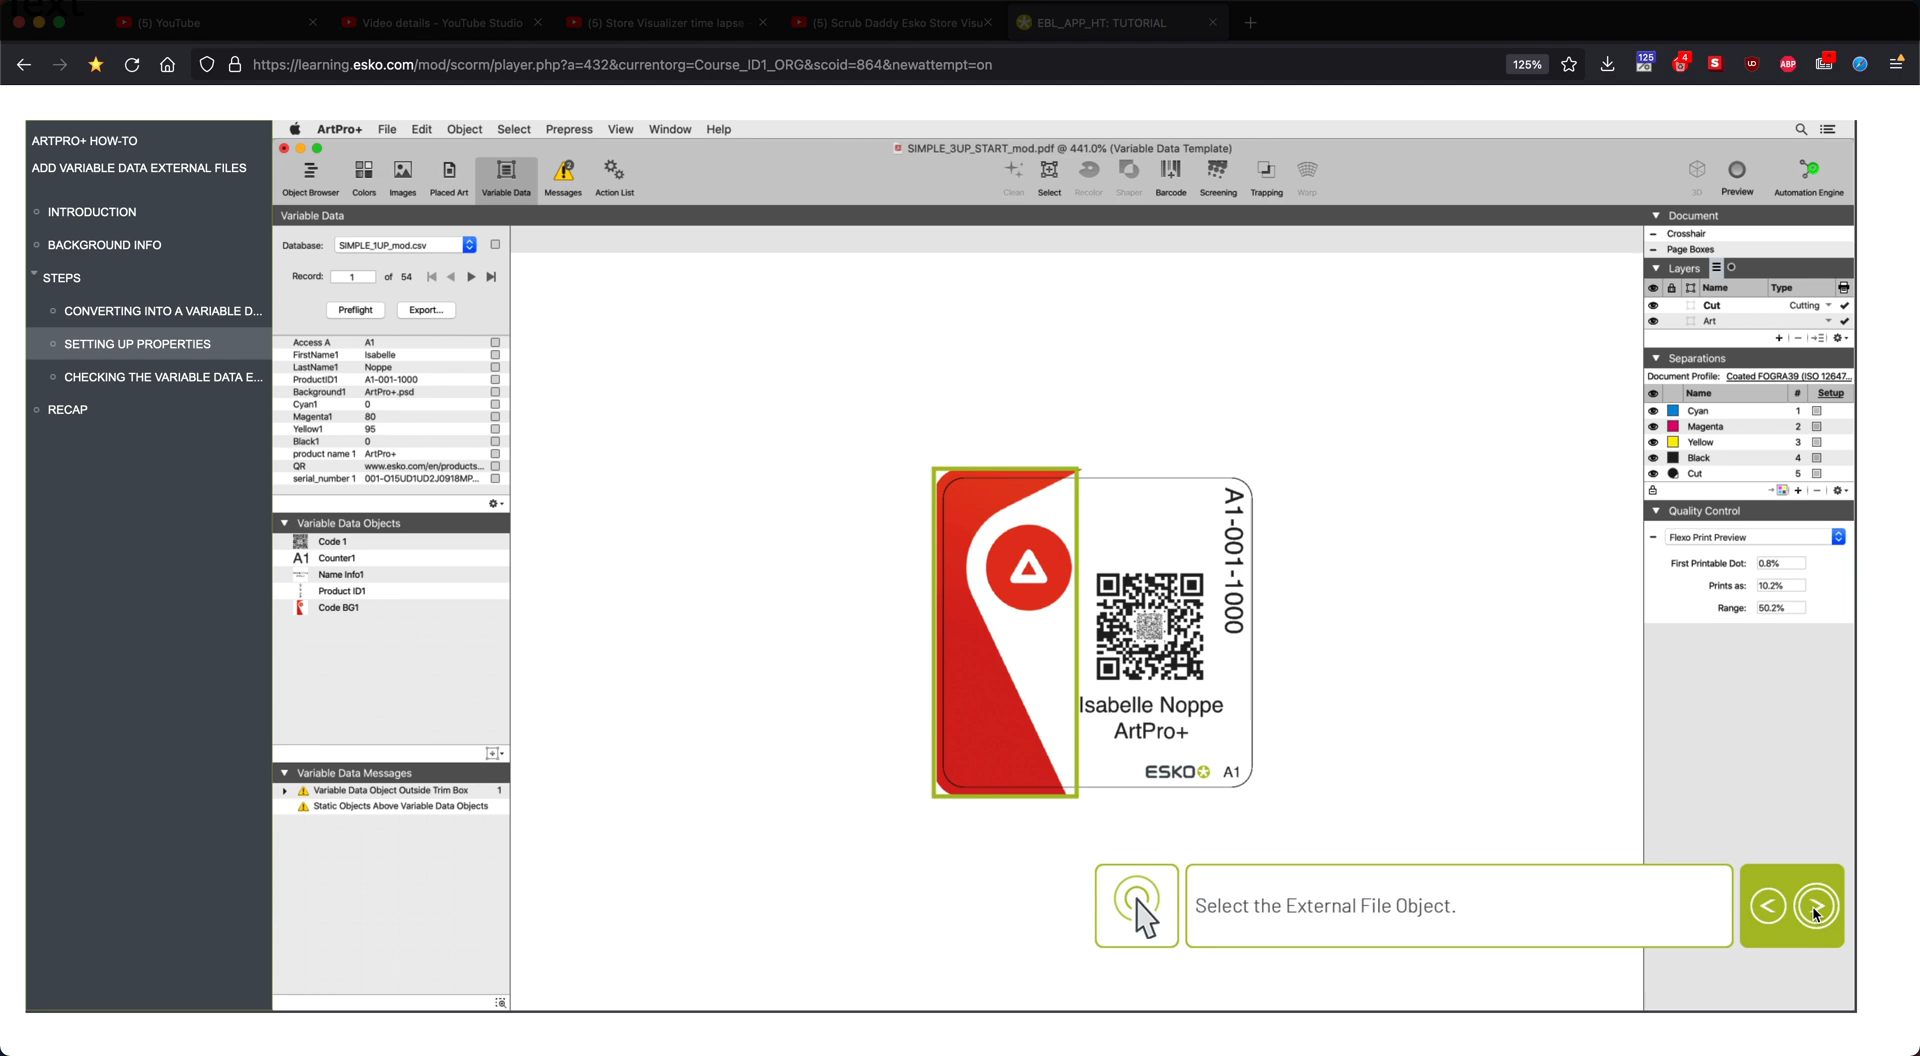 (5) YouTube
Video details - YouTube Studio
(5) Store Visualizer time lapse
(5) Scrub Daddy Esko Store Visu
EBL_APP_HT: TUTORIAL
https://learning.esko.com/mod/scorm/player.php?a=432&currentorg=Course_ID1_ORG&scoid=864&newattempt=on
125%
125
4
S
ABP
ARTPRO+ HOW-TO
ADD VARIABLE DATA EXTERNAL FILES
INTRODUCTION
BACKGROUND INFO
STEPS
CONVERTING INTO A VARIABLE D...
SETTING UP PROPERTIES
CHECKING THE VARIABLE DATA E...
RECAP
ArtPro+ File Edit Object Select Prepress View Window Help
SIMPLE_3UP_START_mod.pdf @ 441.0% (Variable Data Template)
Object Browser Colors Images Placed Art Variable Data Messages Action List
Clean Select Recolor Shaper Barcode Screening Trapping Warp
3D Preview Automation Engine
Variable Data
Database: SIMPLE_1UP_mod.csv
Record: 1 of 54
Preflight Export...
Access A A1
FirstName1 Isabelle
LastName1 Noppe
ProductID1 A1-001-1000
Background1 ArtPro+.psd
Cyan1 0
Magenta1 80
Yellow1 95
Black1 0
product name 1 ArtPro+
QR www.esko.com/en/products...
serial_number 1 001-O15UD1UD2J0918MP...
Variable Data Objects
Code 1
A1 Counter1
Name Info1
Product ID1
Code BG1
Variable Data Messages
Variable Data Object Outside Trim Box 1
Static Objects Above Variable Data Objects
A1-001-1000
Isabelle Noppe
ArtPro+
ESKO A1
Select the External File Object.
Document
Crosshair
Page Boxes
Layers
Name Type
Cut Cutting
Art
Separations
Document Profile: Coated FOGRA39 (ISO 12647...
Name # Setup
Cyan 1
Magenta 2
Yellow 3
Black 4
Cut 5
Quality Control
Flexo Print Preview
First Printable Dot: 0.8%
Prints as: 10.2%
Range: 50.2%